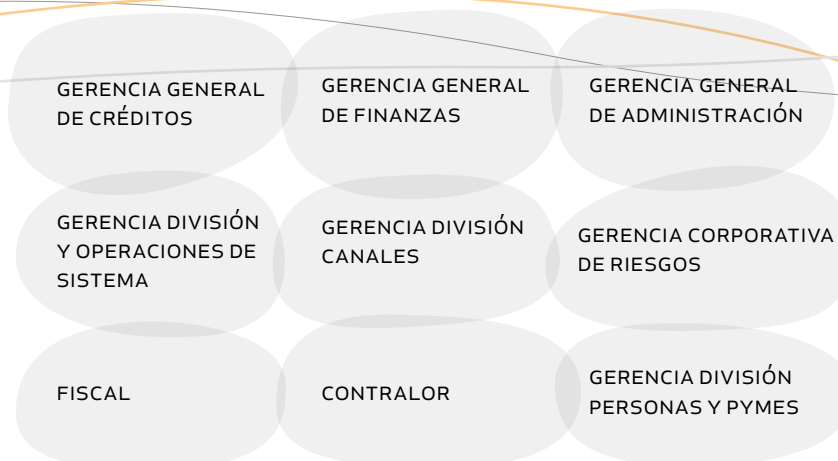 GERENCIA GENERAL
DE CRÉDITOS
GERENCIA GENERAL
DE FINANZAS
GERENCIA GENERAL
DE ADMINISTRACIÓN
GERENCIA DIVISIÓN
Y OPERACIONES DE
SISTEMA
GERENCIA DIVISIÓN
CANALES
GERENCIA CORPORATIVA
DE RIESGOS
FISCAL
CONTRALOR
GERENCIA DIVISIÓN
PERSONAS Y PYMES